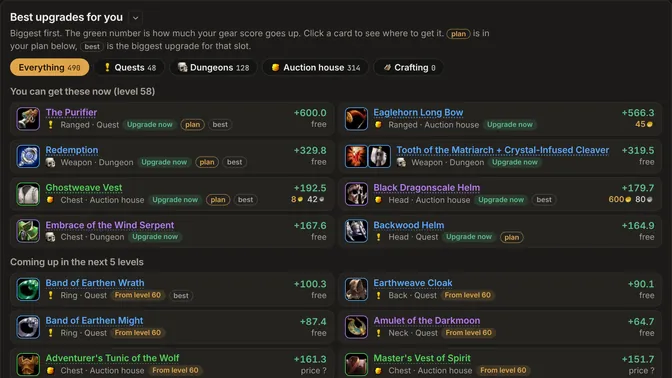 Best upgrades for you
Biggest first. The green number is how much your gear score goes up. Click a card to see where to get it. plan is in
your plan below, best is the biggest upgrade for that slot.
Everything 490 Quests 48 Dungeons 128 Auction house 314 Crafting 0
You can get these now (level 58)
The Purifier +600.0
Ranged · Quest Upgrade now plan best free
Eaglehorn Long Bow +566.3
Ranged · Auction house Upgrade now 45
Redemption +329.8
Weapon · Dungeon Upgrade now plan best free
Tooth of the Matriarch + Crystal-Infused Cleaver +319.5
Weapon · Dungeon Upgrade now free
Ghostweave Vest +192.5
Chest · Auction house Upgrade now plan best 8 42
Black Dragonscale Helm +179.7
Head · Auction house Upgrade now best 600 80
Embrace of the Wind Serpent +167.6
Chest · Dungeon Upgrade now free
Backwood Helm +164.9
Head · Quest Upgrade now plan free
Coming up in the next 5 levels
Band of Earthen Wrath +100.3
Ring · Quest From level 60 best free
Earthweave Cloak +90.1
Back · Quest From level 60 free
Band of Earthen Might +87.4
Ring · Quest From level 60 free
Amulet of the Darkmoon +64.7
Neck · Quest From level 60 free
Adventurer's Tunic of the Wolf +161.3
Chest · Auction house From level 60 price ?
Master's Vest of Spirit +151.7
Chest · Auction house From level 60 price ?